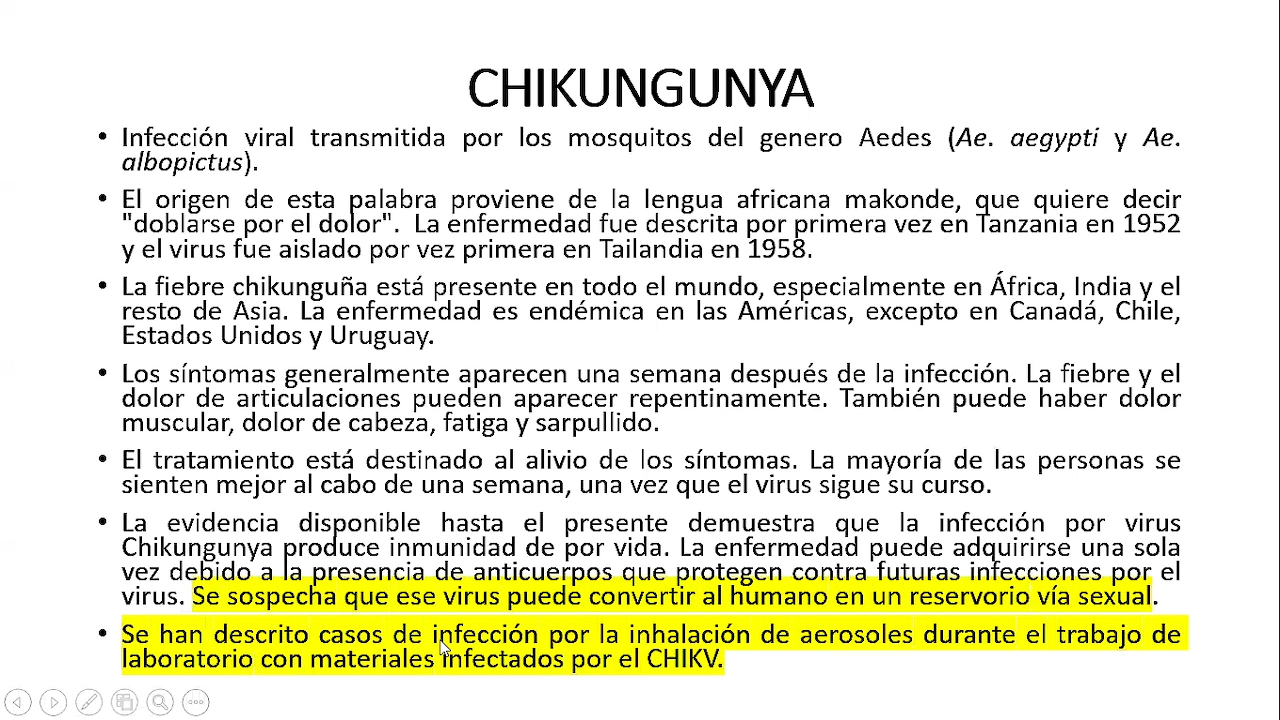 CHIKUNGUNYA
• Infección viral transmitida por los mosquitos del genero Aedes (Ae. aegypti y Ae.
albopictus).
• El origen de esta palabra proviene de la lengua africana makonde, que quiere decir
"doblarse por el dolor". La enfermedad fue descrita por primera vez en Tanzania en 1952
y el virus fue aislado por vez primera en Tailandia en 1958.
• La fiebre chikunguña está presente en todo el mundo, especialmente en África, India y el
resto de Asia. La enfermedad es endémica en las Américas, excepto en Canadá, Chile,
Estados Unidos y Uruguay.
• Los síntomas generalmente aparecen una semana después de la infección. La fiebre y el
dolor de articulaciones pueden aparecer repentinamente. También puede haber dolor
muscular, dolor de cabeza, fatiga y sarpullido.
• El tratamiento está destinado al alivio de los síntomas. La mayoría de las personas se
sienten mejor al cabo de una semana, una vez que el virus sigue su curso.
• La evidencia disponible hasta el presente demuestra que la infección por virus
Chikungunya produce inmunidad de por vida. La enfermedad puede adquirirse una sola
vez debido a la presencia de anticuerpos que protegen contra futuras infecciones por el
virus. Se sospecha que ese virus puede convertir al humano en un reservorio vía sexual.
• Se han descrito casos de infección por la inhalación de aerosoles durante el trabajo de
laboratorio con materiales infectados por el CHIKV.